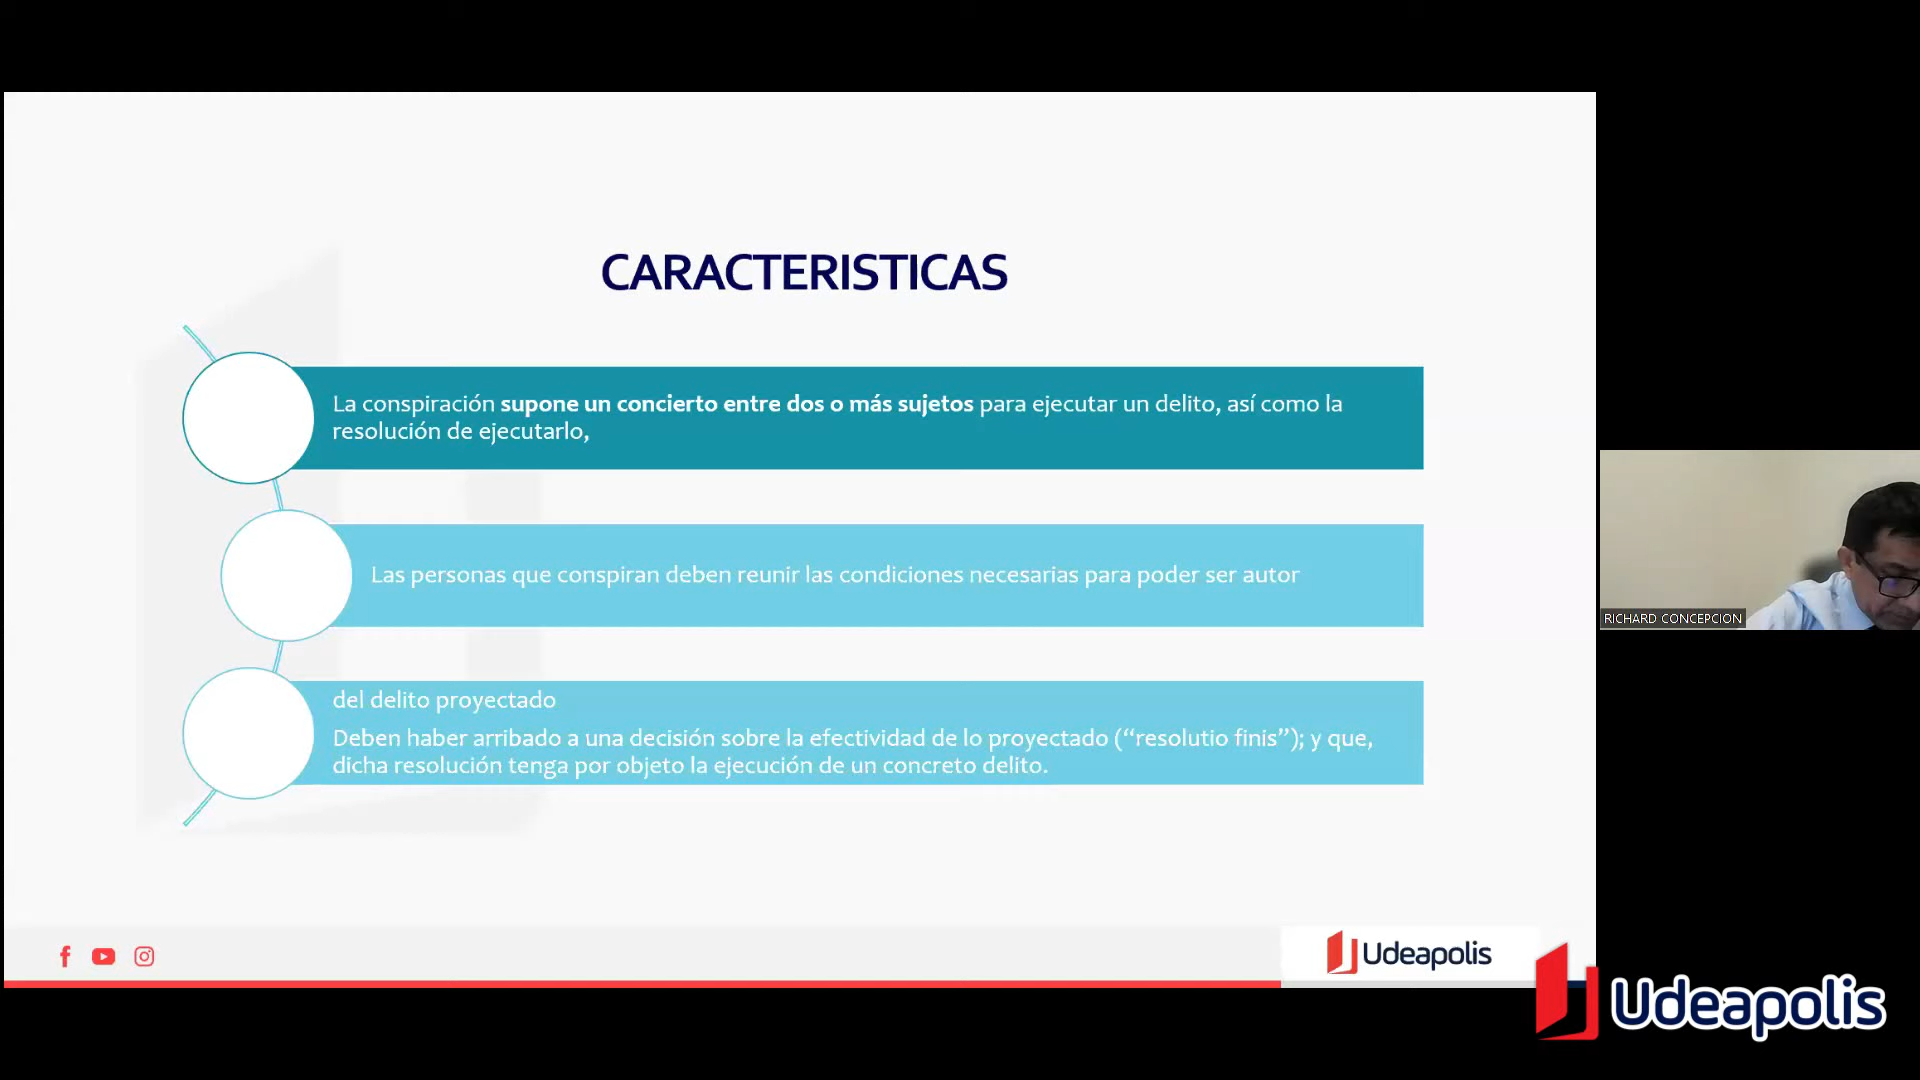 CARACTERISTICAS
La conspiración supone un concierto entre dos o más sujetos para ejecutar un delito, así como la
resolución de ejecutarlo,
Las personas que conspiran deben reunir las condiciones necesarias para poder ser autor
del delito proyectado
Deben haber arribado a una decisión sobre la efectividad de lo proyectado (“resolutio finis”); y que,
dicha resolución tenga por objeto la ejecución de un concreto delito.
RICHARD CONCEPCION
Udeapolis
Udeapolis